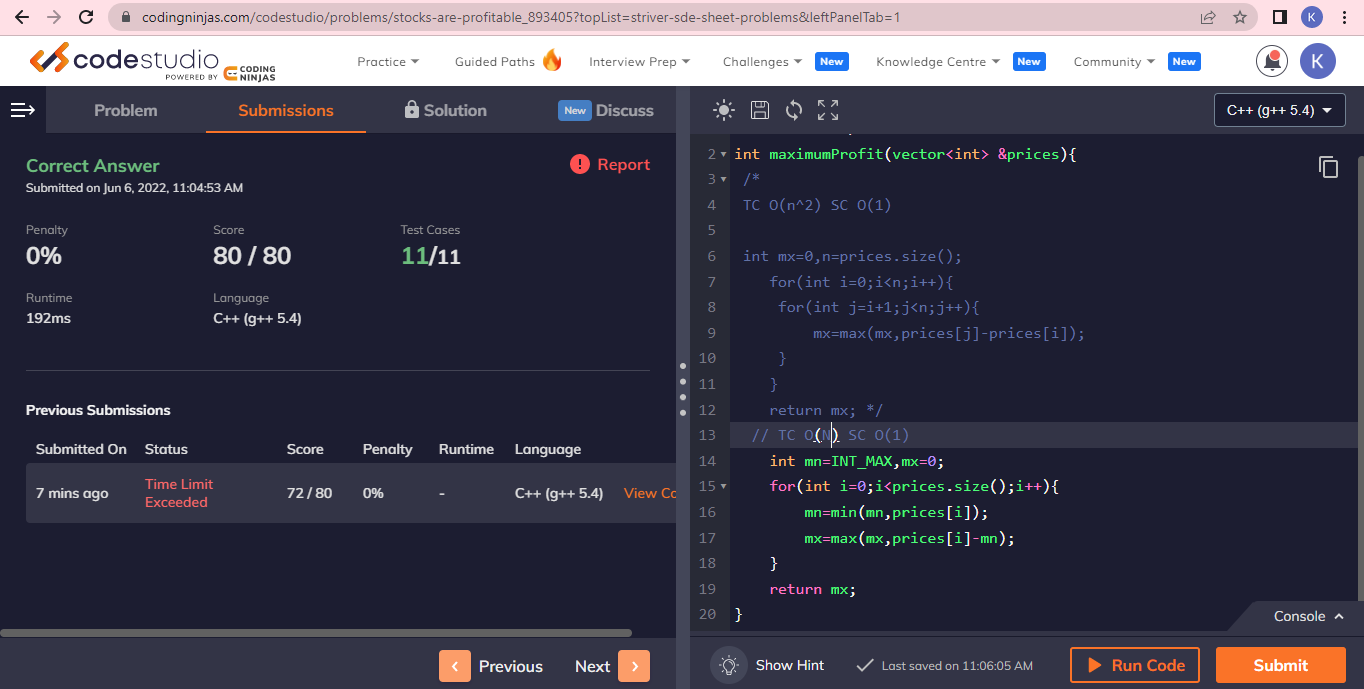 codingninjas.com/codestudio/problems/stocks-are-profitable_893405?topList=striver-sde-sheet-problems&leftPanelTab=1
K
codestudio
POWERED BY CODING NINJAS
Practice
Guided Paths
Interview Prep
Challenges New
Knowledge Centre New
Community New
K
Problem
Submissions
Solution
New Discuss
C++ (g++ 5.4)
Correct Answer
Report
Submitted on Jun 6, 2022, 11:04:53 AM
Penalty
0%
Score
80 / 80
Test Cases
11/11
Runtime
192ms
Language
C++ (g++ 5.4)
Previous Submissions
Submitted On Status Score Penalty Runtime Language
7 mins ago Time Limit Exceeded 72 / 80 0% - C++ (g++ 5.4) View Co
Previous
Next
2 int maximumProfit(vector<int> &prices){
3 /*
4 TC O(n^2) SC O(1)
5
6 int mx=0,n=prices.size();
7 for(int i=0;i<n;i++){
8 for(int j=i+1;j<n;j++){
9 mx=max(mx,prices[j]-prices[i]);
10 }
11 }
12 return mx; */
13 // TC O(N) SC O(1)
14 int mn=INT_MAX,mx=0;
15 for(int i=0;i<prices.size();i++){
16 mn=min(mn,prices[i]);
17 mx=max(mx,prices[i]-mn);
18 }
19 return mx;
20 }
Console
Show Hint
Last saved on 11:06:05 AM
Run Code
Submit